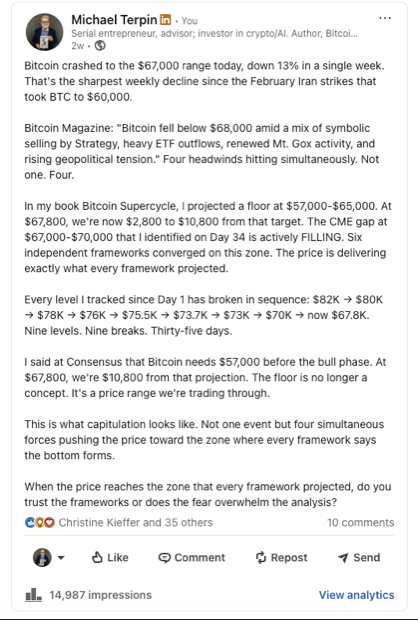 Michael Terpin in • You
Serial entrepreneur, advisor; investor in crypto/AI. Author, Bitcoi...
2w •
Bitcoin crashed to the $67,000 range today, down 13% in a single week.
That's the sharpest weekly decline since the February Iran strikes that
took BTC to $60,000.
Bitcoin Magazine: "Bitcoin fell below $68,000 amid a mix of symbolic
selling by Strategy, heavy ETF outflows, renewed Mt. Gox activity, and
rising geopolitical tension." Four headwinds hitting simultaneously. Not
one. Four.
In my book Bitcoin Supercycle, I projected a floor at $57,000-$65,000. At
$67,800, we're now $2,800 to $10,800 from that target. The CME gap at
$67,000-$70,000 that I identified on Day 34 is actively FILLING. Six
independent frameworks converged on this zone. The price is delivering
exactly what every framework projected.
Every level I tracked since Day 1 has broken in sequence: $82K → $80K
→ $78K → $76K → $75.5K → $73.7K → $73K → $70K → now $67.8K.
Nine levels. Nine breaks. Thirty-five days.
I said at Consensus that Bitcoin needs $57,000 before the bull phase. At
$67,800, we're $10,800 from that projection. The floor is no longer a
concept. It's a price range we're trading through.
This is what capitulation looks like. Not one event but four simultaneous
forces pushing the price toward the zone where every framework says
the bottom forms.
When the price reaches the zone that every framework projected, do you
trust the frameworks or does the fear overwhelm the analysis?
Christine Kieffer and 35 others 10 comments
Like Comment Repost Send
14,987 impressions View analytics